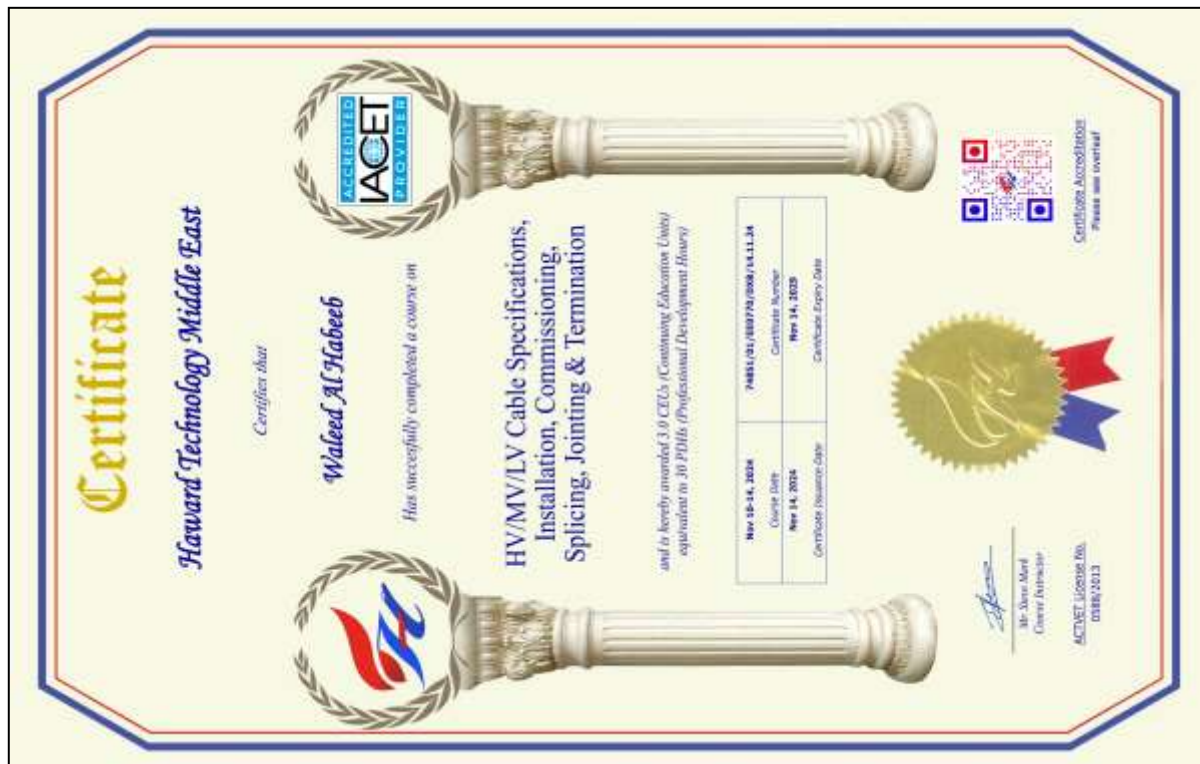 Certificate
Haward Technology Middle East
Certifies that
Waleed Al Habeeb
Has succesfully completed a course on
HV/MV/LV Cable Specifications,
Installation, Commissioning,
Splicing, Jointing & Termination
and is hereby awarded 3.0 CEUs (Continuing Education Units)
equivalent to 30 PDHs (Professional Development Hours)
Nov 10-14, 2024
Course Date
Certificate Number
Nov 14, 2024
Nov 14, 2029
Certificate Issuance Date
Certificate Expiry Date
ACCREDITED
IACET
PROVIDER
Mr. Steve Mark
Course Instructor
ACTVET License No.
0588/2013
Certificate Accreditation
Please see overleaf